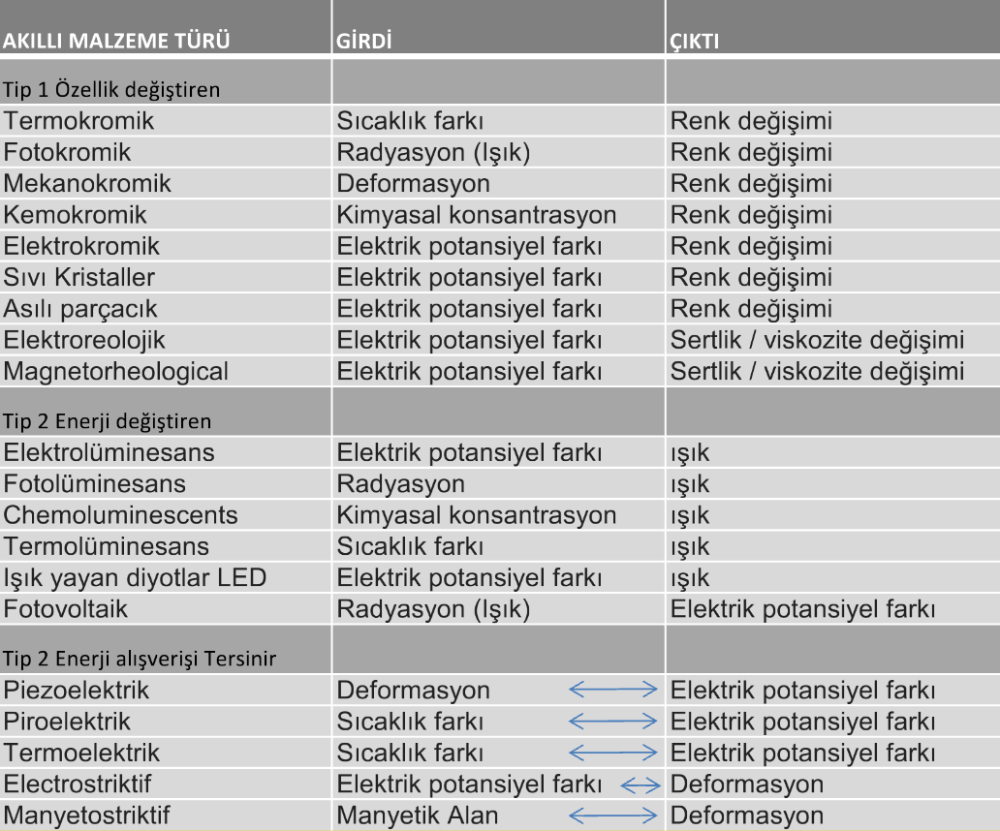 AKILLI MALZEME TÜRÜ GİRDİ ÇIKTI
Tip 1 Özellik değiştiren
Termokromik Sıcaklık farkı Renk değişimi
Fotokromik Radyasyon (Işık) Renk değişimi
Mekanokromik Deformasyon Renk değişimi
Kemokromik Kimyasal konsantrasyon Renk değişimi
Elektrokromik Elektrik potansiyel farkı Renk değişimi
Sıvı Kristaller Elektrik potansiyel farkı Renk değişimi
Asılı parçacık Elektrik potansiyel farkı Renk değişimi
Elektroreolojik Elektrik potansiyel farkı Sertlik / viskozite değişimi
Magnetorheological Elektrik potansiyel farkı Sertlik / viskozite değişimi
Tip 2 Enerji değiştiren
Elektrolüminesans Elektrik potansiyel farkı ışık
Fotolüminesans Radyasyon ışık
Chemoluminescents Kimyasal konsantrasyon ışık
Termolüminesans Sıcaklık farkı ışık
Işık yayan diyotlar LED Elektrik potansiyel farkı ışık
Fotovoltaik Radyasyon (Işık) Elektrik potansiyel farkı
Tip 2 Enerji alışverişi Tersinir
Piezoelektrik Deformasyon Elektrik potansiyel farkı
Piroelektrik Sıcaklık farkı Elektrik potansiyel farkı
Termoelektrik Sıcaklık farkı Elektrik potansiyel farkı
Electrostriktif Elektrik potansiyel farkı Deformasyon
Manyetostriktif Manyetik Alan Deformasyon